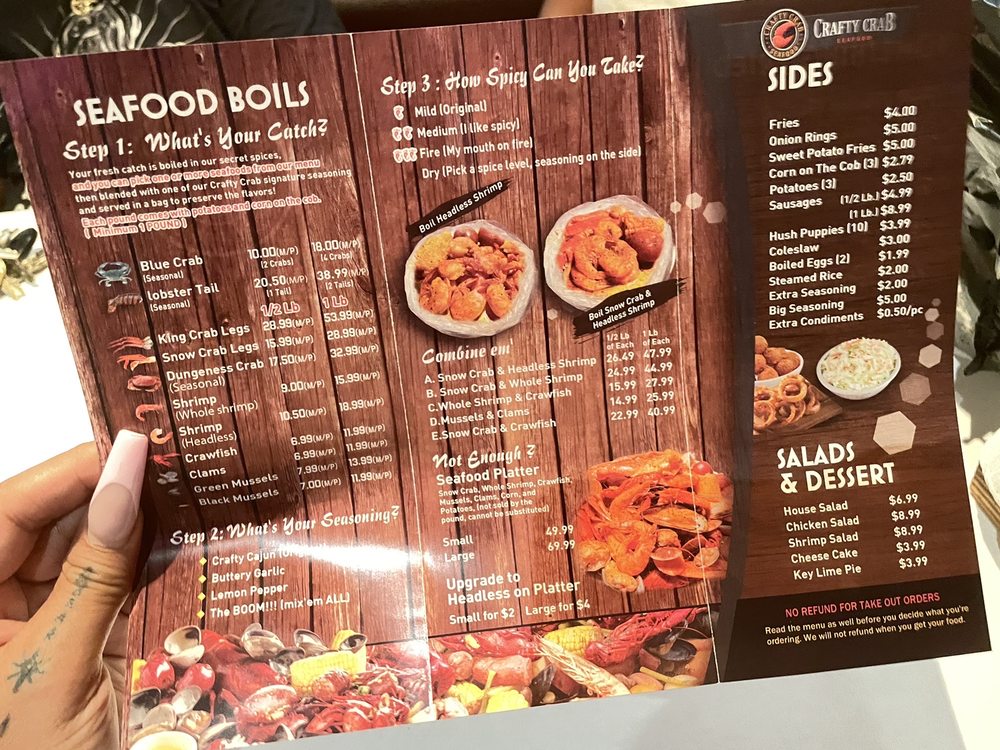 SEAFOOD BOILS
Step 1: What's Your Catch?
Your fresh catch is boiled in our secret spices,
and you can pick one or more seafoods from our menu
then blended with one of our Crafty Crab signature seasoning
and served in a bag to preserve the flavors!
Each pound comes with potatoes and corn on the cob.
( Minimum 1 POUND )
Blue Crab 10.00(M/P) 18.00(M/P)
(Seasonal) (2 Crabs) (4 Crabs)
lobster Tail 20.50(M/P) 38.99(M/P)
(Seasonal) (1 Tail) (2 Tails)
1/2 Lb 1 Lb
King Crab Legs 28.99(M/P) 53.99(M/P)
Snow Crab Legs 15.99(M/P) 28.99(M/P)
Dungeness Crab 17.50(M/P) 32.99(M/P)
(Seasonal)
Shrimp 9.00(M/P) 15.99(M/P)
(Whole shrimp)
Shrimp 10.50(M/P) 18.99(M/P)
(Headless)
Crawfish 6.99(M/P) 11.99(M/P)
Clams 6.99(M/P) 11.99(M/P)
Green Mussels 7.99(M/P) 13.99(M/P)
Black Mussels 7.00(M/P) 11.99(M/P)
Step 2: What's Your Seasoning?
Crafty Cajun
Buttery Garlic
Lemon Pepper
The BOOM!!! (mix'em ALL)
Step 3 : How Spicy Can You Take?
Mild (Original)
Medium (I like spicy)
Fire (My mouth on fire)
Dry (Pick a spice level, seasoning on the side)
Boil Headless Shrimp
Boil Snow Crab &
Headless Shrimp
Combine em
1/2 Lb of Each 1 Lb of Each
A. Snow Crab & Headless Shrimp 26.49 47.99
B. Snow Crab & Whole Shrimp 24.99 44.99
C.Whole Shrimp & Crawfish 15.99 27.99
D.Mussels & Clams 14.99 25.99
E.Snow Crab & Crawfish 22.99 40.99
Not Enough ?
Seafood Platter
Snow Crab, Whole Shrimp, Crawfish,
Mussels, Clams, Corn, and
Potatoes, (not sold by the
pound, cannot be substituted)
Small 49.99
Large 69.99
Upgrade to
Headless on Platter
Small for $2 Large for $4
CRAFTY CRAB
SEAFOOD
CRAFTY CRAB
SEAFOOD
SIDES
Fries $4.00
Onion Rings $5.00
Sweet Potato Fries $5.00
Corn on The Cob (3) $2.79
Potatoes (3) $2.50
Sausages (1/2 Lb.) $4.99
(1 Lb.) $8.99
Hush Puppies (10) $3.99
Coleslaw $3.00
Boiled Eggs (2) $1.99
Steamed Rice $2.00
Extra Seasoning $2.00
Big Seasoning $5.00
Extra Condiments $0.50/pc
SALADS
& DESSERT
House Salad $6.99
Chicken Salad $8.99
Shrimp Salad $8.99
Cheese Cake $3.99
Key Lime Pie $3.99
NO REFUND FOR TAKE OUT ORDERS
Read the menu as well before you decide what you're
ordering. We will not refund when you get your food.